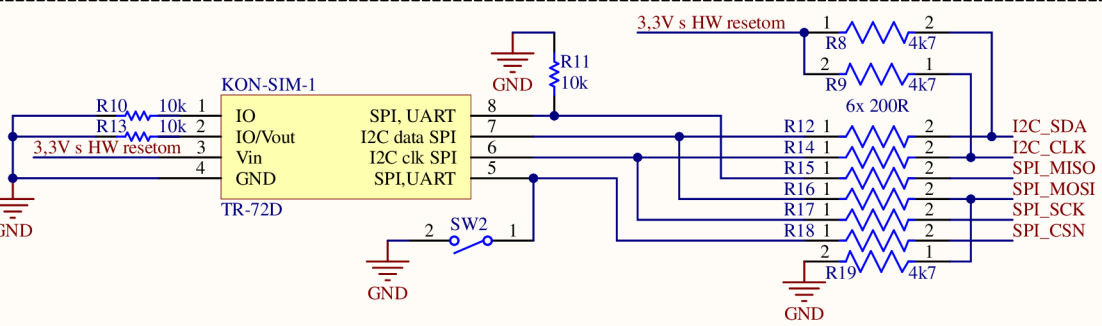 3,3V s HW resetom 1 2
R8 4k7
2 1
R9 4k7
6x 200R
GND
R11
10k
KON-SIM-1
R10 10k 1 IO SPI, UART 8
R13 10k 2 IO/Vout I2C data SPI 7
3,3V s HW resetom 3 Vin I2C clk SPI 6
4 GND SPI,UART 5
TR-72D
GND
2 SW2 1
GND
R12 1 2 I2C_SDA
R14 1 2 I2C_CLK
R15 1 2 SPI_MISO
R16 1 2 SPI_MOSI
R17 1 2 SPI_SCK
R18 1 2 SPI_CSN
2 1
R19 4k7
GND